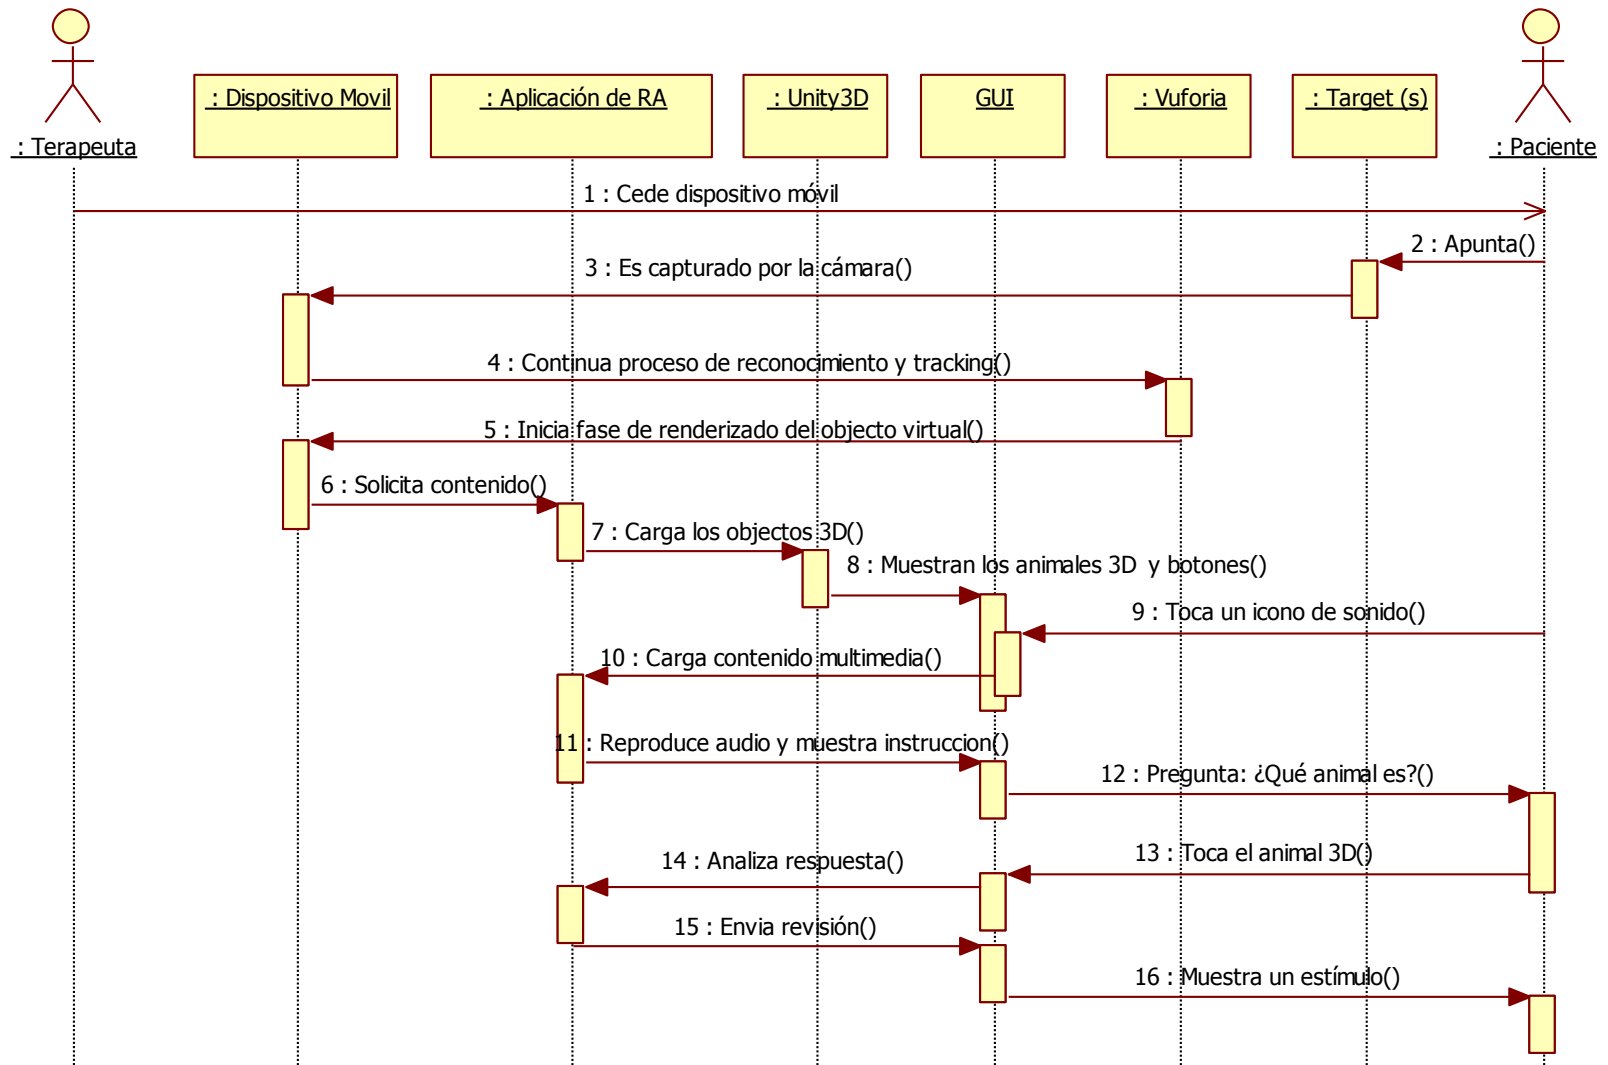 : Dispositivo Movil
: Aplicación de RA
: Unity3D
GUI
: Vuforia
: Target (s)
: Terapeuta
: Paciente
1 : Cede dispositivo móvil
2 : Apunta()
3 : Es capturado por la cámara()
4 : Continua proceso de reconocimiento y tracking()
5 : Inicia fase de renderizado del objecto virtual()
6 : Solicita contenido()
7 : Carga los objectos 3D()
8 : Muestran los animales 3D y botones()
9 : Toca un icono de sonido()
10 : Carga contenido multimedia()
11 : Reproduce audio y muestra instruccion()
12 : Pregunta: ¿Qué animal es?()
13 : Toca el animal 3D()
14 : Analiza respuesta()
15 : Envia revisión()
16 : Muestra un estímulo()